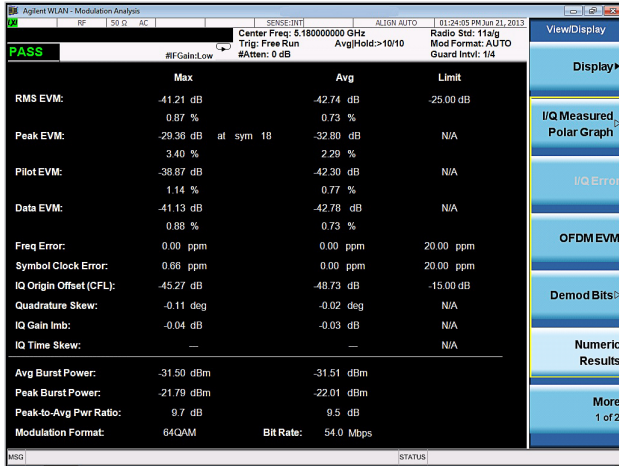 Agilent WLAN - Modulation Analysis
LXI RF 50 Ω AC SENSE:INT ALIGN AUTO 01:24:05 PM Jun 21, 2013
Center Freq: 5.180000000 GHz Radio Std: 11a/g
Trig: Free Run Avg|Hold:>10/10 Mod Format: AUTO
PASS #IFGain:Low #Atten: 0 dB Guard Intvl: 1/4
Max Avg Limit
RMS EVM: -41.21 dB -42.74 dB -25.00 dB
0.87 % 0.73 %
Peak EVM: -29.36 dB at sym 18 -32.80 dB N/A
3.40 % 2.29 %
Pilot EVM: -38.87 dB -42.30 dB N/A
1.14 % 0.77 %
Data EVM: -41.13 dB -42.78 dB N/A
0.88 % 0.73 %
Freq Error: 0.00 ppm 0.00 ppm 20.00 ppm
Symbol Clock Error: 0.66 ppm 0.00 ppm 20.00 ppm
IQ Origin Offset (CFL): -45.27 dB -48.73 dB -15.00 dB
Quadrature Skew: -0.11 deg -0.02 deg N/A
IQ Gain Imb: -0.04 dB -0.03 dB N/A
IQ Time Skew: — — N/A
Avg Burst Power: -31.50 dBm -31.51 dBm
Peak Burst Power: -21.79 dBm -22.01 dBm
Peak-to-Avg Pwr Ratio: 9.7 dB 9.5 dB
Modulation Format: 64QAM Bit Rate: 54.0 Mbps
MSG STATUS
View/Display
Display
I/Q Measured
Polar Graph
I/Q Error
OFDM EVM
Demod Bits
Numeric
Results
More
1 of 2